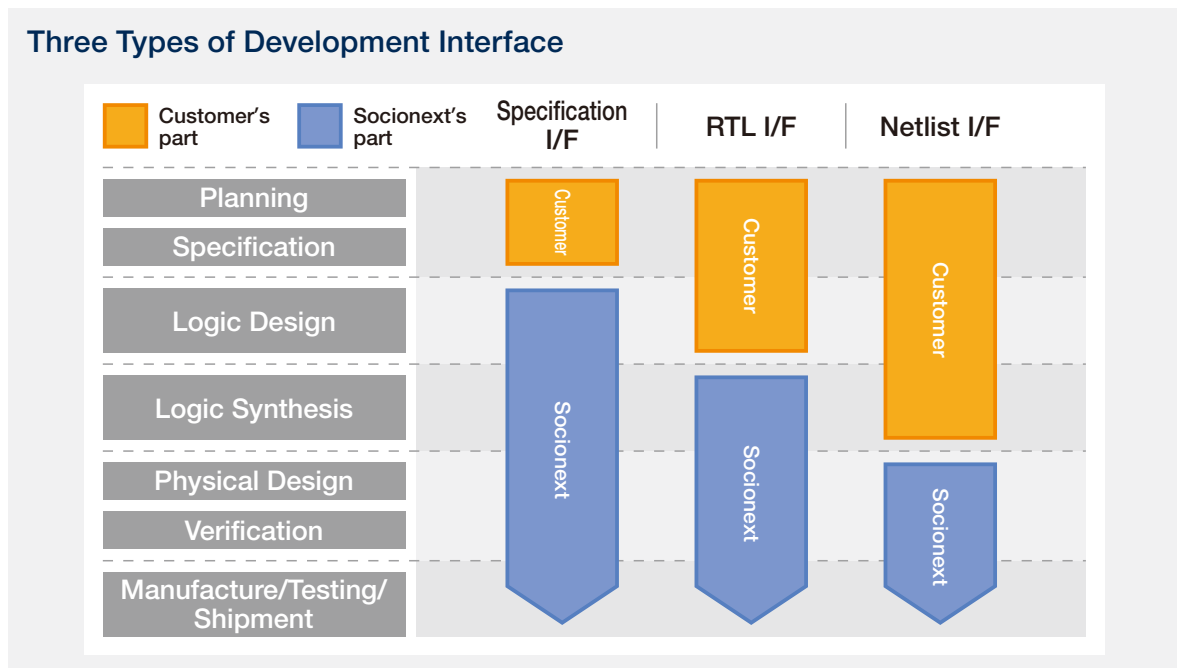 Three Types of Development Interface
Customer's
part
Socionext's
part
Specification
I/F
RTL I/F
Netlist I/F
Planning
Specification
Logic Design
Logic Synthesis
Physical Design
Verification
Manufacture/Testing/
Shipment
Customer
Socionext
Customer
Socionext
Customer
Socionext